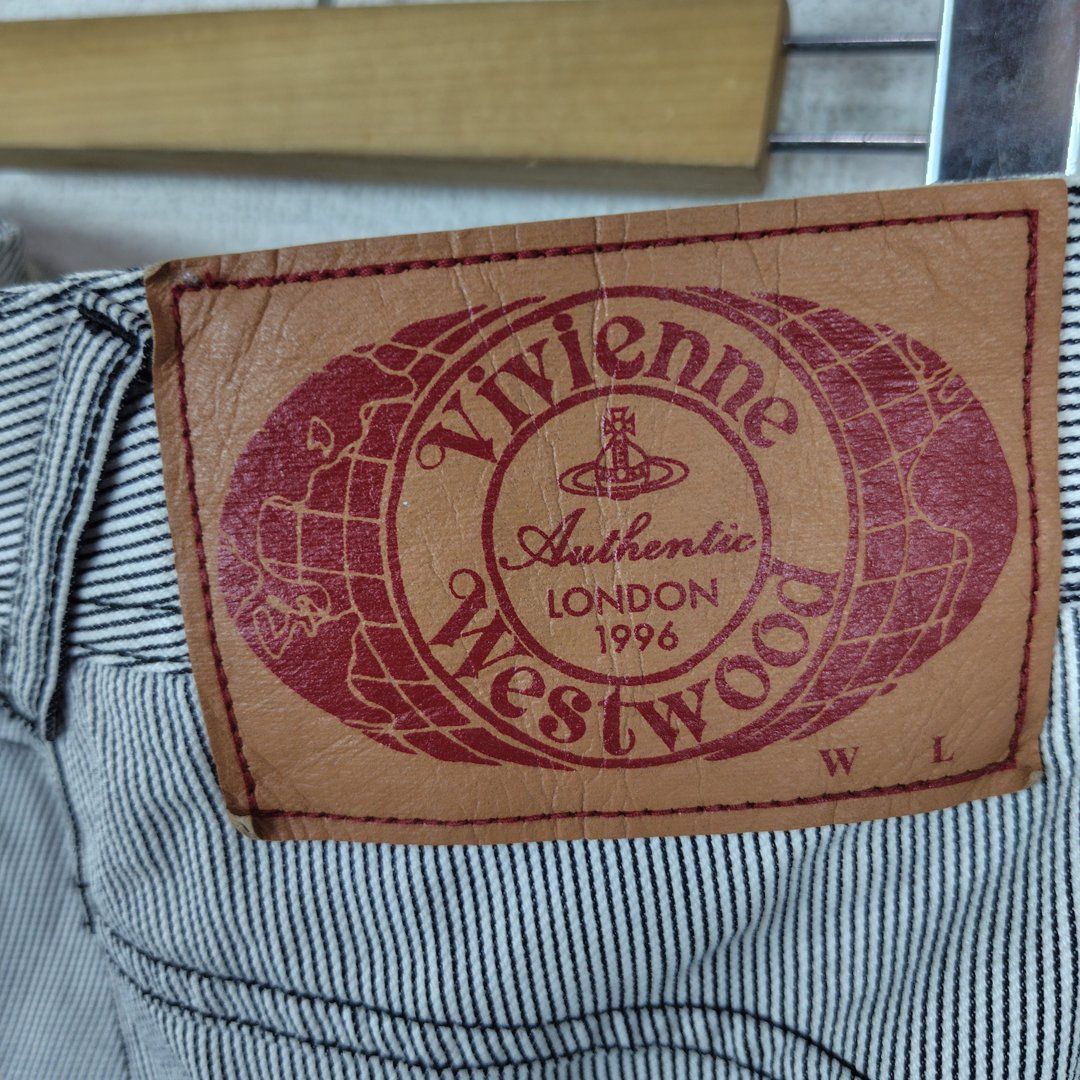 Vivienne
Authentic
LONDON
1996
Westwood
W L